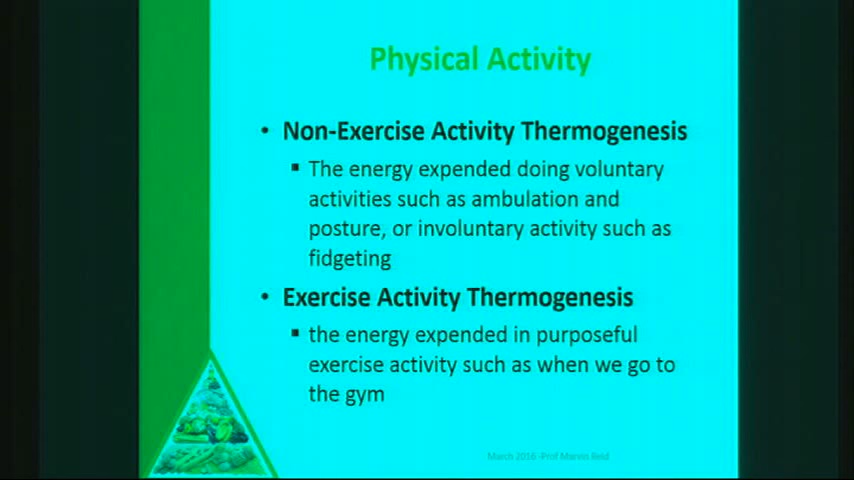 Physical Activity
• Non-Exercise Activity Thermogenesis
▪ The energy expended doing voluntary
activities such as ambulation and
posture, or involuntary activity such as
fidgeting
• Exercise Activity Thermogenesis
▪ the energy expended in purposeful
exercise activity such as when we go to
the gym
March 2016 -Prof Marvin Reid